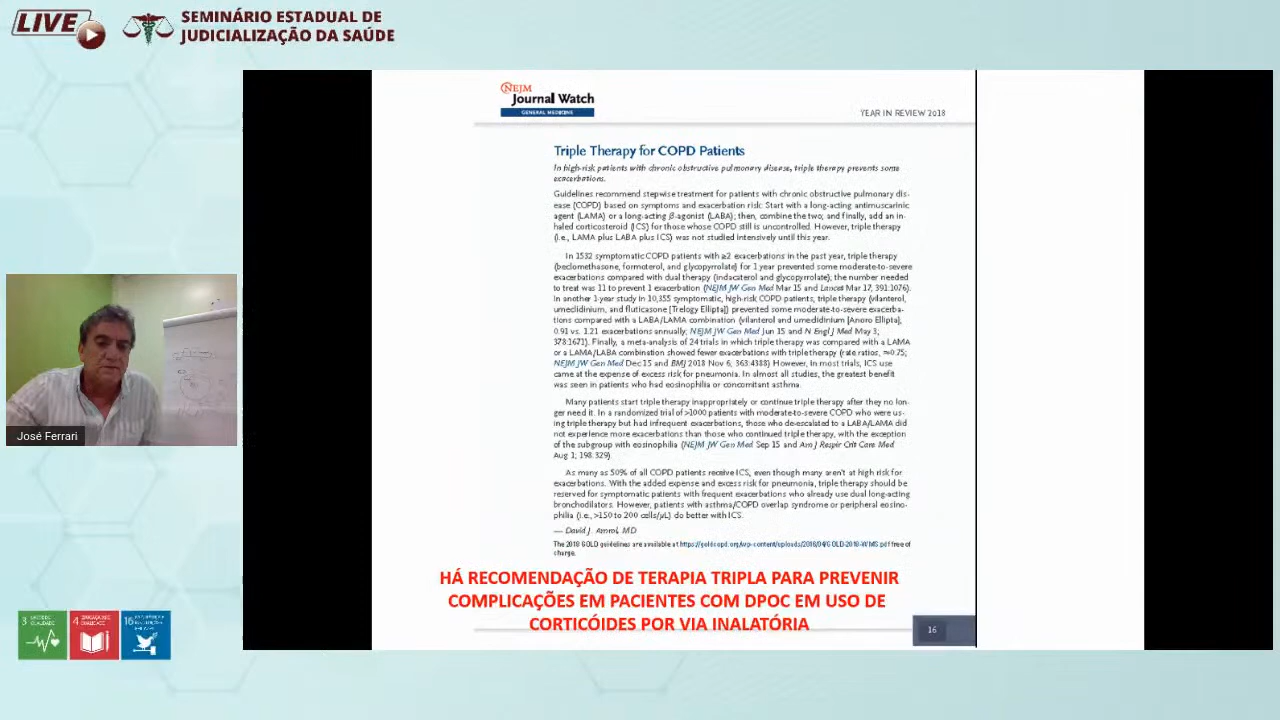 LIVE
SEMINÁRIO ESTADUAL DE
JUDICIALIZAÇÃO DA SAÚDE
NEJM
Journal Watch
GENERAL MEDICINE
YEAR IN REVIEW 2018
Triple Therapy for COPD Patients
In high-risk patients with chronic obstructive pulmonary disease, triple therapy prevents some
exacerbations.
Guidelines recommend stepwise treatment for patients with chronic obstructive pulmonary dis-
ease (COPD) based on symptoms and exacerbation risk: Start with a long-acting antimuscarinic
agent (LAMA) or a long-acting β-agonist (LABA); then, combine the two; and finally, add an in-
haled corticosteroid (ICS) for those whose COPD still is uncontrolled. However, triple therapy
(i.e., LAMA plus LABA plus ICS) was not studied intensively until this year.
In 1532 symptomatic COPD patients with ≥2 exacerbations in the past year, triple therapy
(beclomethasone, formoterol, and glycopyrrolate) for 1 year prevented some moderate-to-severe
exacerbations compared with dual therapy (indacaterol and glycopyrrolate); the number needed
to treat was 11 to prevent 1 exacerbation (NEJM JW Gen Med Mar 15 and Lancet Mar 17; 391:1076).
In another 1-year study in 10,355 symptomatic, high-risk COPD patients, triple therapy (vilanterol,
umeclidinium, and fluticasone [Trelogy Ellipta]) prevented some moderate-to-severe exacerba-
tions compared with a LABA/LAMA combination (vilanterol and umeclidinium [Anoro Ellipta];
0.91 vs. 1.21 exacerbations annually; NEJM JW Gen Med Jun 15 and N Engl J Med May 3;
378:1671). Finally, a meta-analysis of 24 trials in which triple therapy was compared with a LAMA
or a LAMA/LABA combination showed fewer exacerbations with triple therapy (rate ratios, ≈0.75;
NEJM JW Gen Med Dec 15 and BMJ 2018 Nov 6; 363:4388). However, in most trials, ICS use
came at the expense of excess risk for pneumonia. In almost all studies, the greatest benefit
was seen in patients who had eosinophilia or concomitant asthma.
Many patients start triple therapy inappropriately or continue triple therapy after they no lon-
ger need it. In a randomized trial of >1000 patients with moderate-to-severe COPD who were us-
ing triple therapy but had infrequent exacerbations, those who de-escalated to a LABA/LAMA did
not experience more exacerbations than those who continued triple therapy, with the exception
of the subgroup with eosinophilia (NEJM JW Gen Med Sep 15 and Am J Respir Crit Care Med
Aug 1; 198:329).
As many as 50% of all COPD patients receive ICS, even though many aren't at high risk for
exacerbations. With the added expense and excess risk for pneumonia, triple therapy should be
reserved for symptomatic patients with frequent exacerbations who already use dual long-acting
bronchodilators. However, patients with asthma/COPD overlap syndrome or peripheral eosino-
philia (i.e., >150 to 200 cells/μL) do better with ICS.
— David J. Amrol, MD
The 2018 GOLD guidelines are available at https://goldcopd.org/wp-content/uploads/2018/04/GOLD-2018-WMS.pdf free of
charge.
HÁ RECOMENDAÇÃO DE TERAPIA TRIPLA PARA PREVENIR
COMPLICAÇÕES EM PACIENTES COM DPOC EM USO DE
CORTICÓIDES POR VIA INALATÓRIA
16
José Ferrari
3
4
16